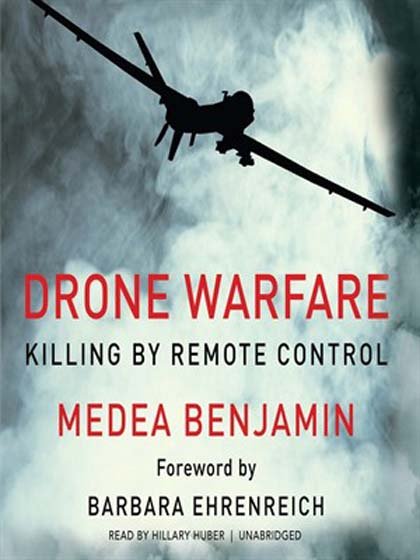 DRONE WARFARE
KILLING BY REMOTE CONTROL
MEDEA BENJAMIN
Foreword by
BARBARA EHRENREICH
READ BY HILLARY HUBER | UNABRIDGED